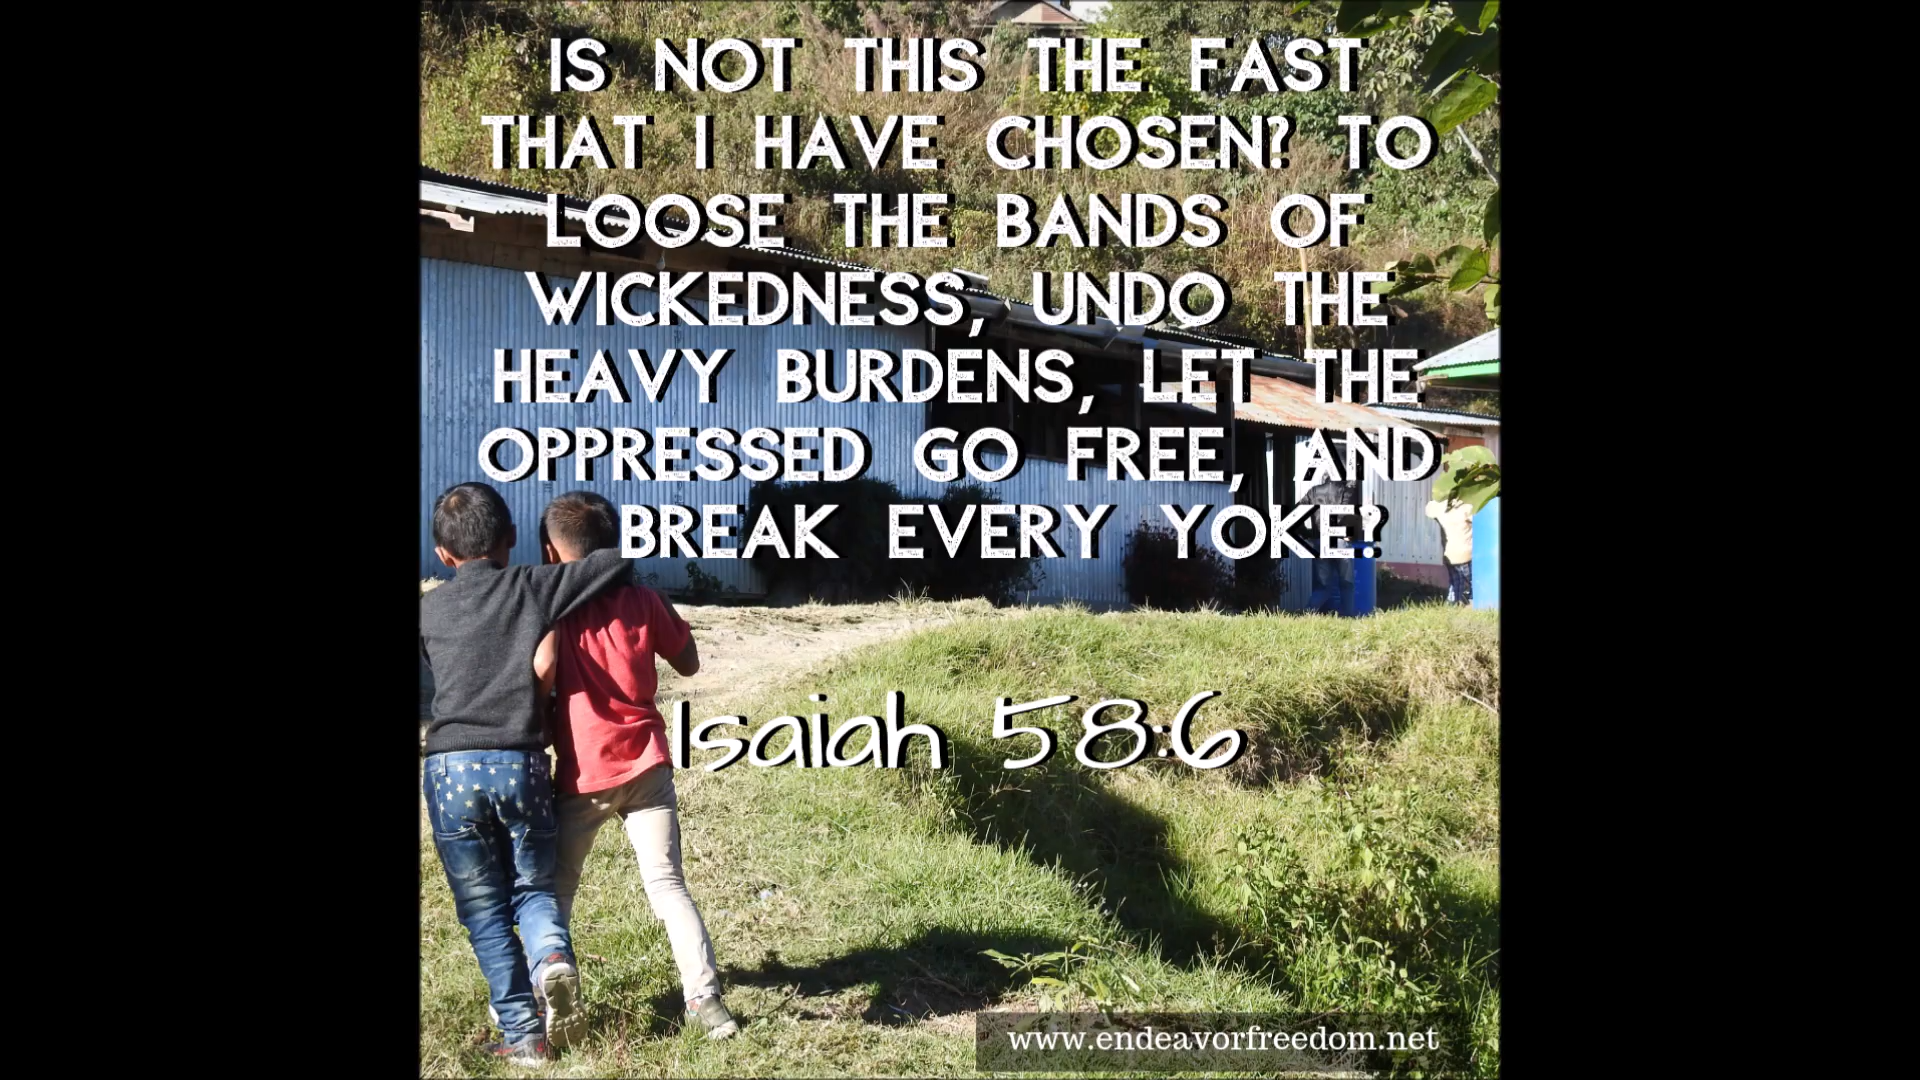 IS NOT THIS THE FAST
THAT I HAVE CHOSEN? TO
LOOSE THE BANDS OF
WICKEDNESS, UNDO THE
HEAVY BURDENS, LET THE
OPPRESSED GO FREE, AND
BREAK EVERY YOKE?
Isaiah 58:6
www.endeavorfreedom.net